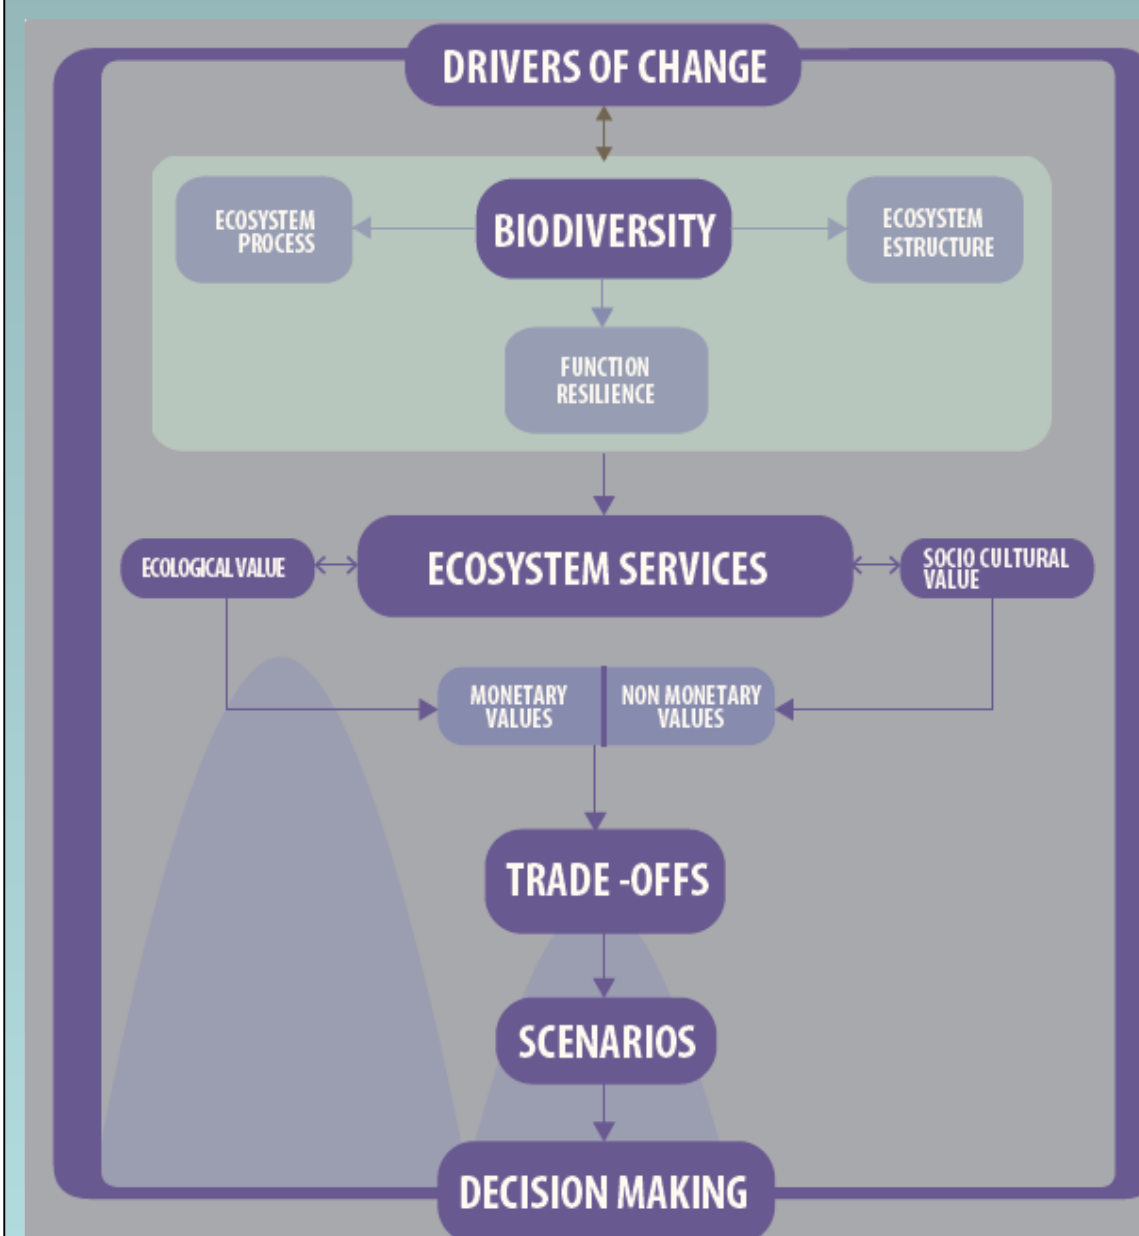 DRIVERS OF CHANGE
ECOSYSTEM
PROCESS
BIODIVERSITY
ECOSYSTEM
ESTRUCTURE
FUNCTION
RESILIENCE
ECOLOGICAL VALUE
ECOSYSTEM SERVICES
SOCIO CULTURAL
VALUE
MONETARY
VALUES
NON MONETARY
VALUES
TRADE -OFFS
SCENARIOS
DECISION MAKING